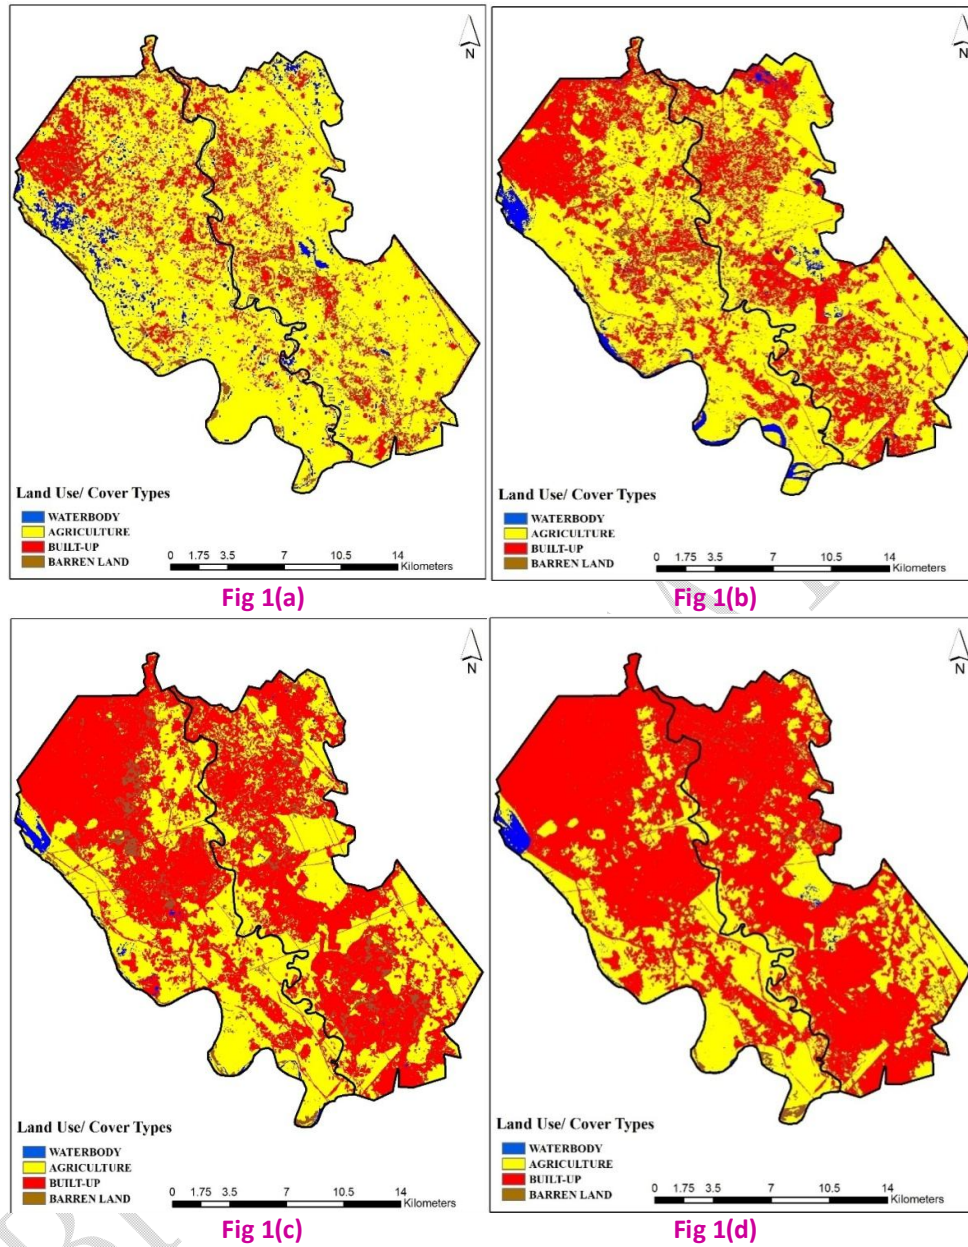 N
Land Use/ Cover Types
WATERBODY
AGRICULTURE
BUILT-UP
BARREN LAND
0 1.75 3.5 7 10.5 14
Kilometers
Fig 1(a)
N
Land Use/ Cover Types
WATERBODY
AGRICULTURE
BUILT-UP
BARREN LAND
0 1.75 3.5 7 10.5 14
Kilometers
Fig 1(b)
N
Land Use/ Cover Types
WATERBODY
AGRICULTURE
BUILT-UP
BARREN LAND
0 1.75 3.5 7 10.5 14
Kilometers
Fig 1(c)
N
Land Use/ Cover Types
WATERBODY
AGRICULTURE
BUILT-UP
BARREN LAND
0 1.75 3.5 7 10.5 14
Kilometers
Fig 1(d)